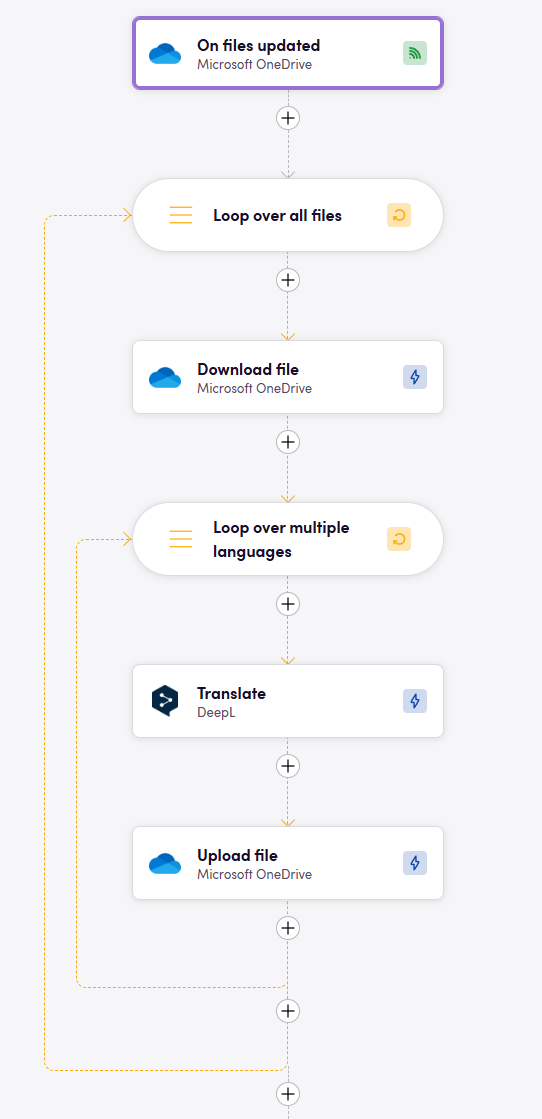 On files updated
Microsoft OneDrive
Loop over all files
Download file
Microsoft OneDrive
Loop over multiple
languages
Translate
DeepL
Upload file
Microsoft OneDrive